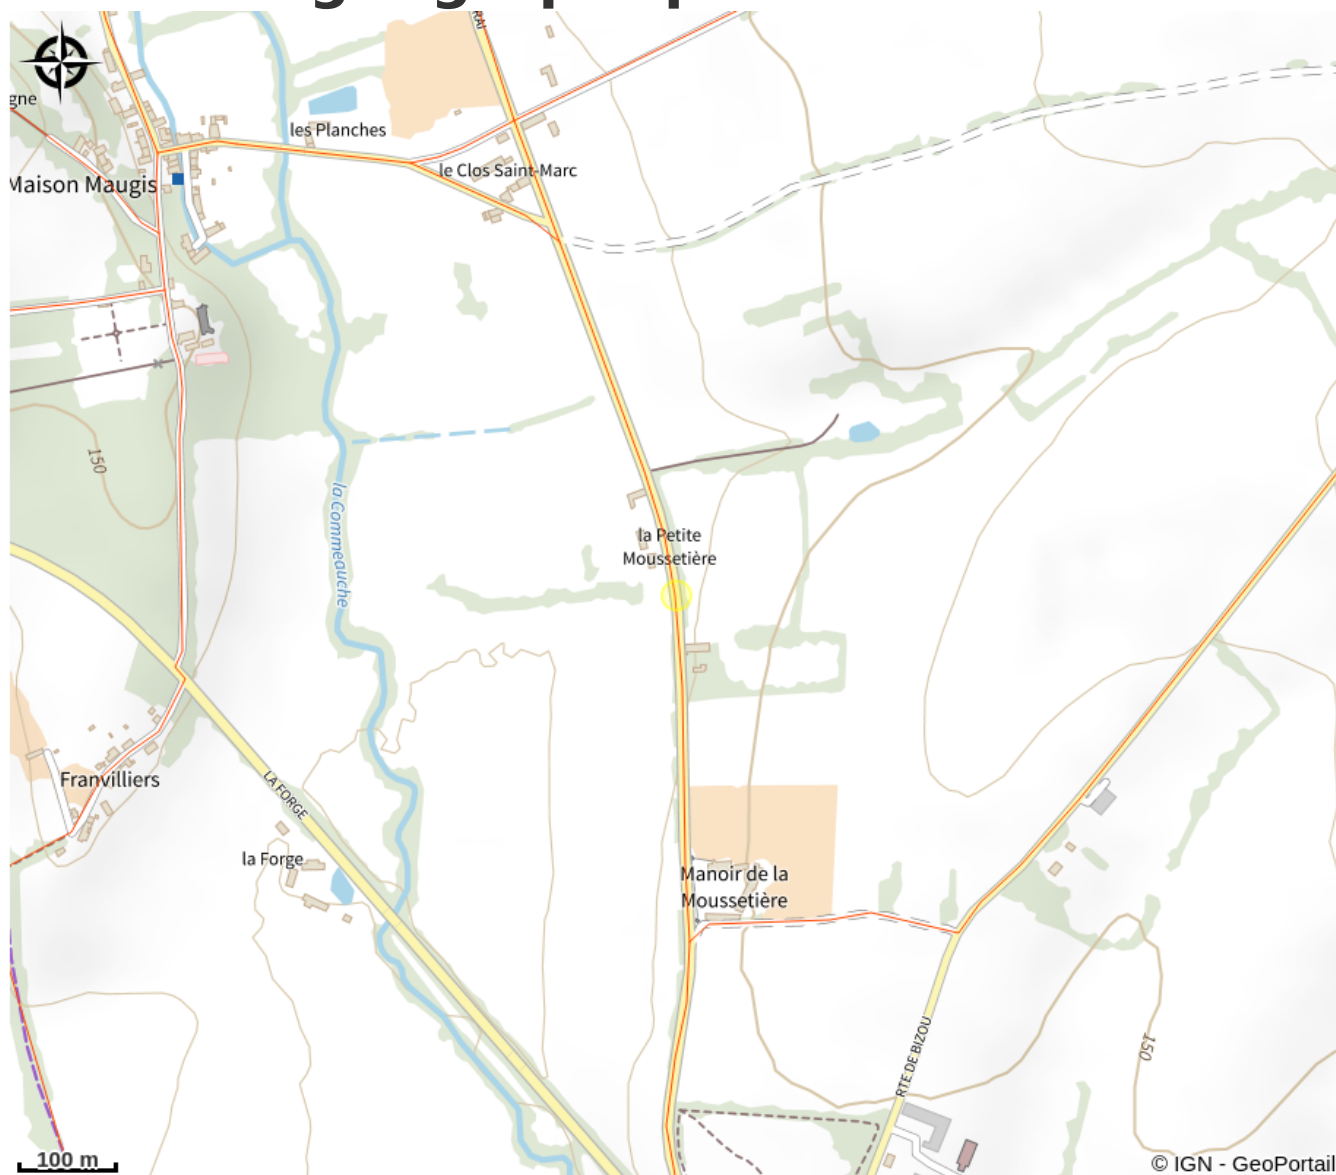 gne
les Planches
le Clos Saint-Marc
Maison Maugis
150
la Commeauche
la Petite
Moussetière
Franvilliers
LA FORGE
la Forge
Manoir de la
Moussetière
RTE DE BIZOU
150
100 m
© IGN - GeoPortail